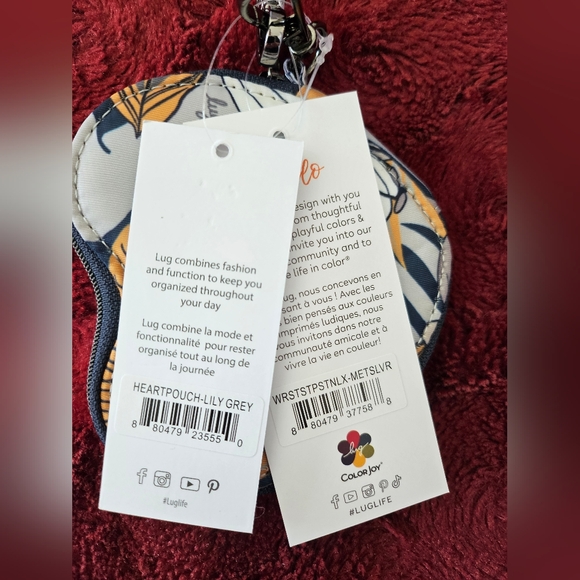 lug
Lug combines fashion
and function to keep you
organized throughout
your day
Lug combine la mode et
fonctionnalité pour rester
organisé tout au long de
la journée
HEARTPOUCH-LILY GREY
8 80479 23555 0
#Luglife
design with you
thoughtful
playful colors &
invite you into our
community and to
life in color®
nous concevons en
pensant à vous ! Avec les
bien pensés aux couleurs
imprimés ludiques, nous
vous invitons dans notre
communauté amicale et à
vivre la vie en couleur!
WRSTSTPSTNLX-METSLVR
8 80479 37758 8
lug
COLORJOY®
#LUGLIFE